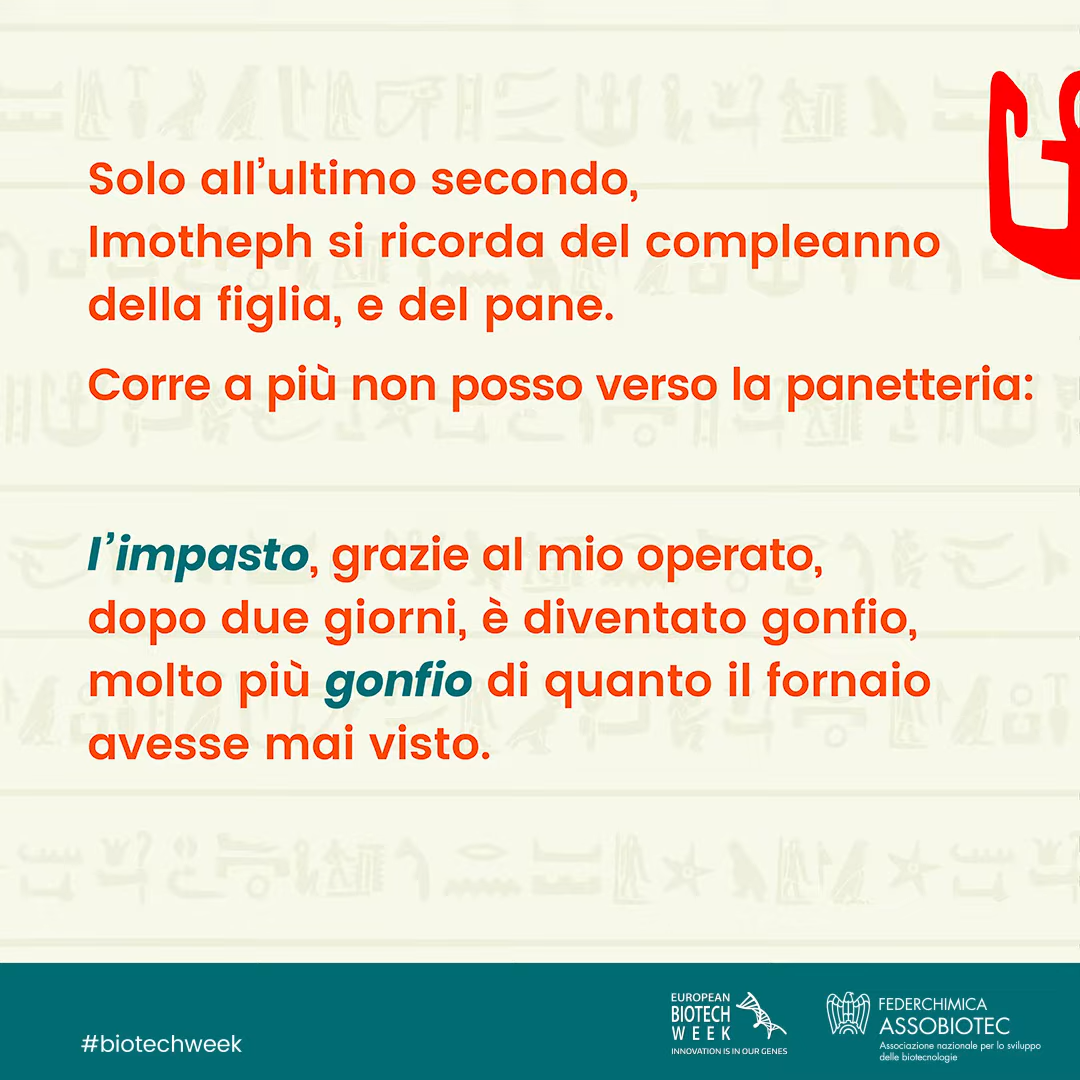 Solo all’ultimo secondo,
Imotheph si ricorda del compleanno
della figlia, e del pane.
Corre a più non posso verso la panetteria:
l’impasto, grazie al mio operato,
dopo due giorni, è diventato gonfio,
molto più gonfio di quanto il fornaio
avesse mai visto.
#biotechweek
EUROPEAN
BIOTECH
WEEK
INNOVATION IS IN OUR GENES
FEDERCHIMICA
ASSOBIOTEC
Associazione nazionale per lo sviluppo
delle biotecnologie